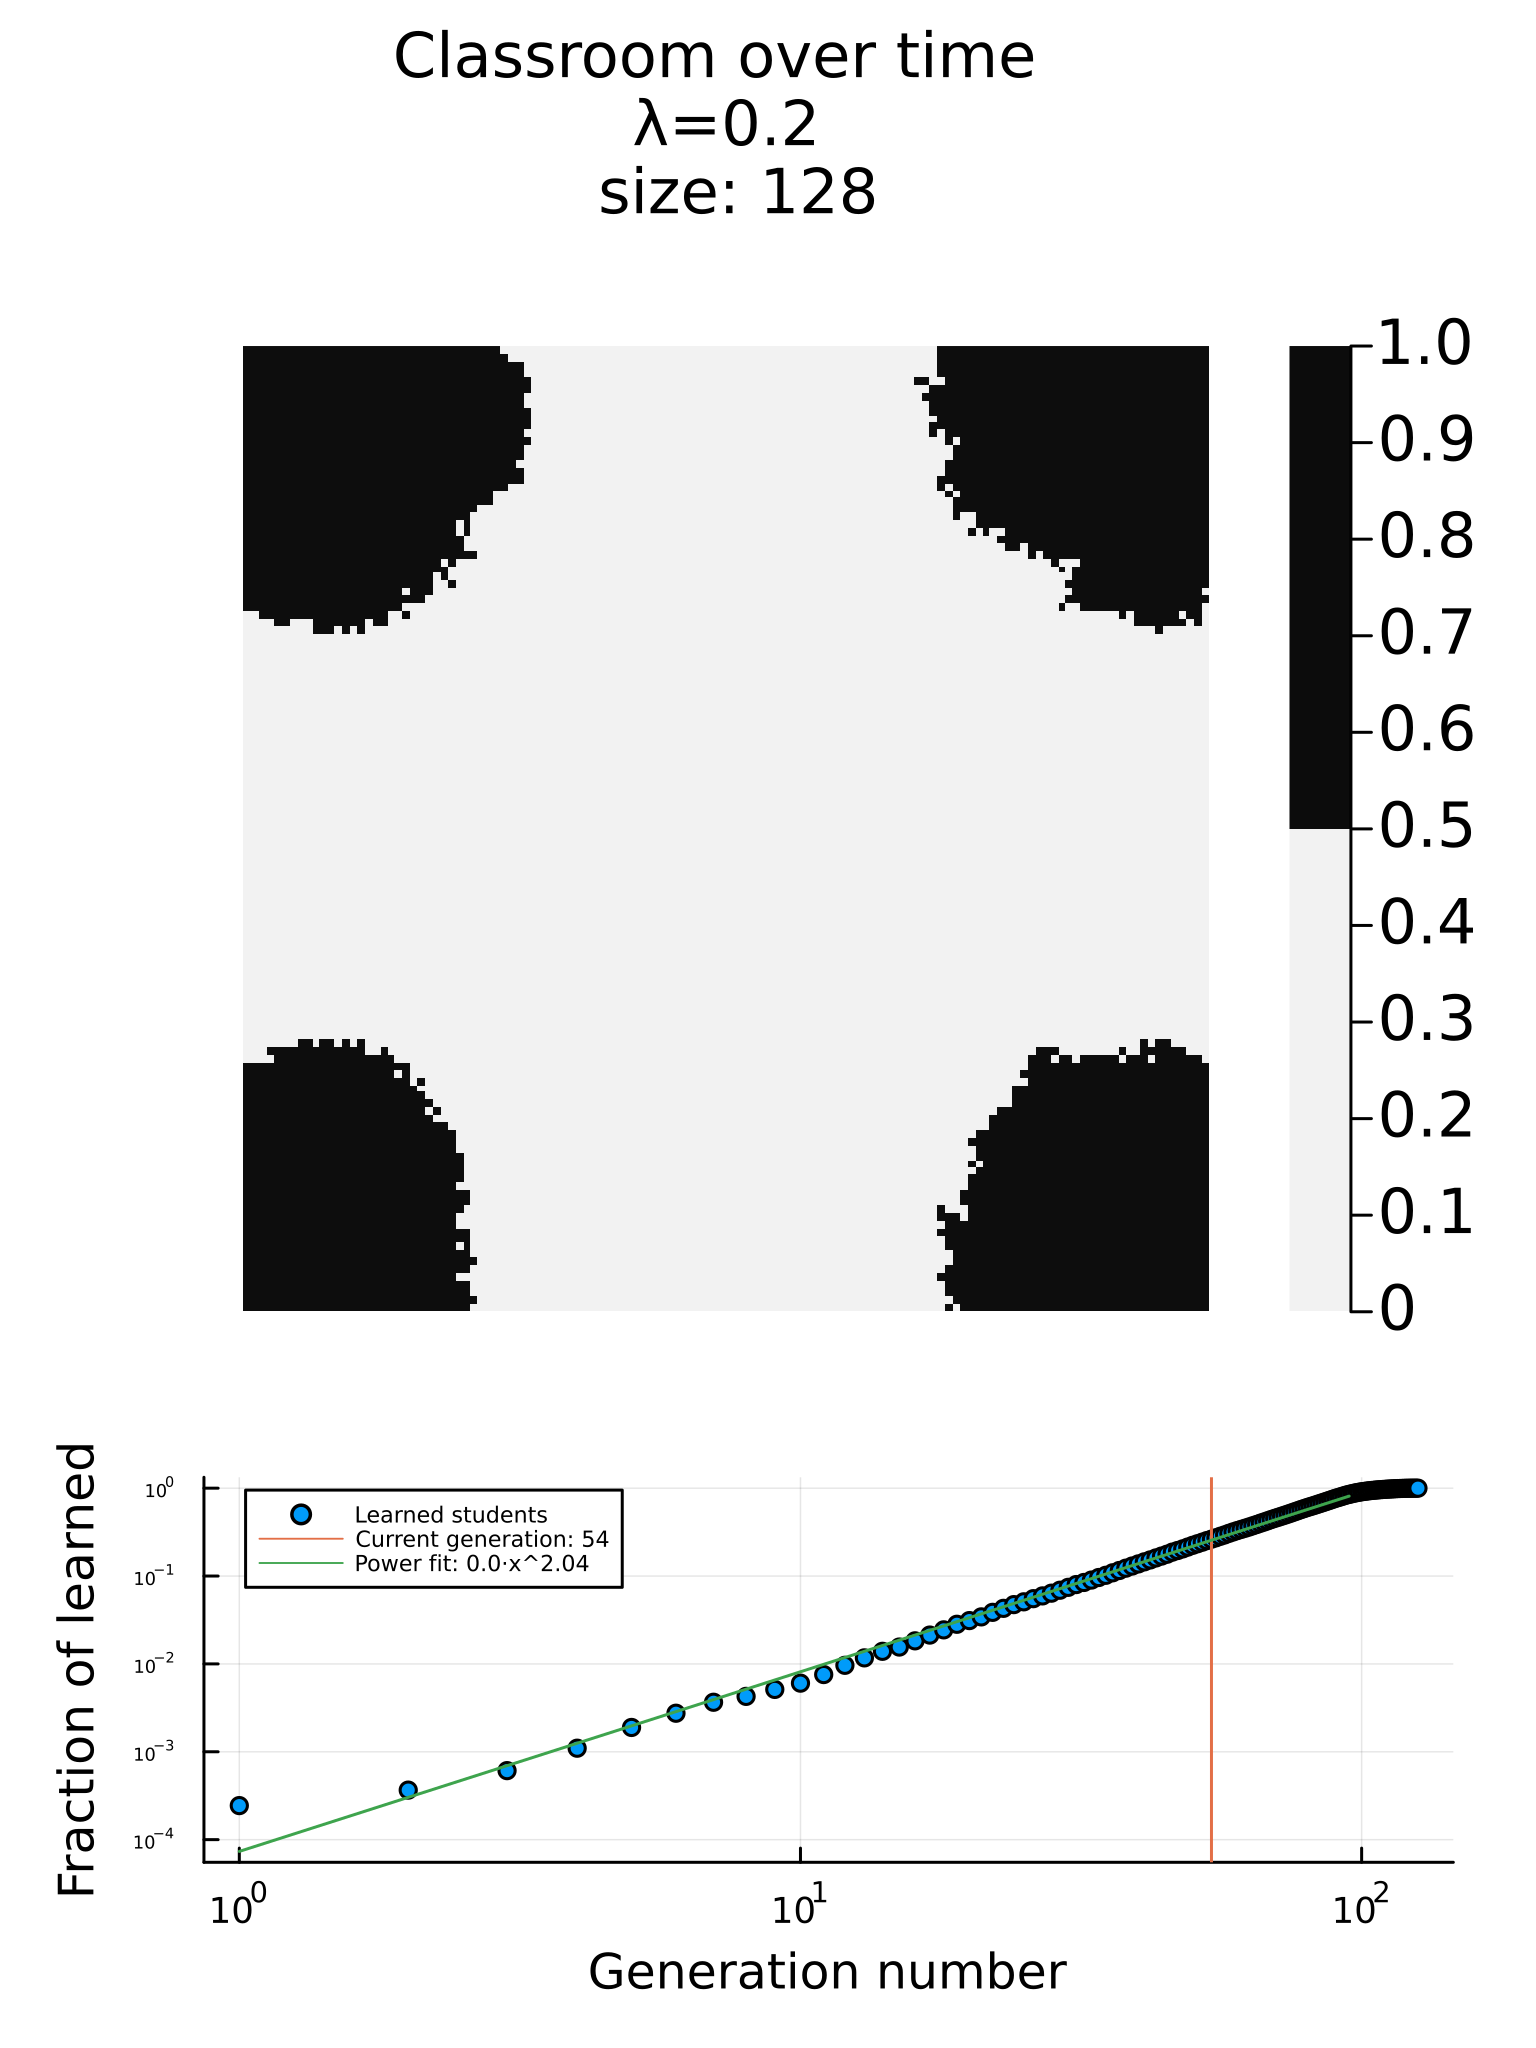 Classroom over time
λ=0.2
size: 128
1.0
0.9
0.8
0.7
0.6
0.5
0.4
0.3
0.2
0.1
0
Fraction of learned
10^0
10^-1
10^-2
10^-3
10^-4
Learned students
Current generation: 54
Power fit: 0.0·x^2.04
10^0
10^1
10^2
Generation number